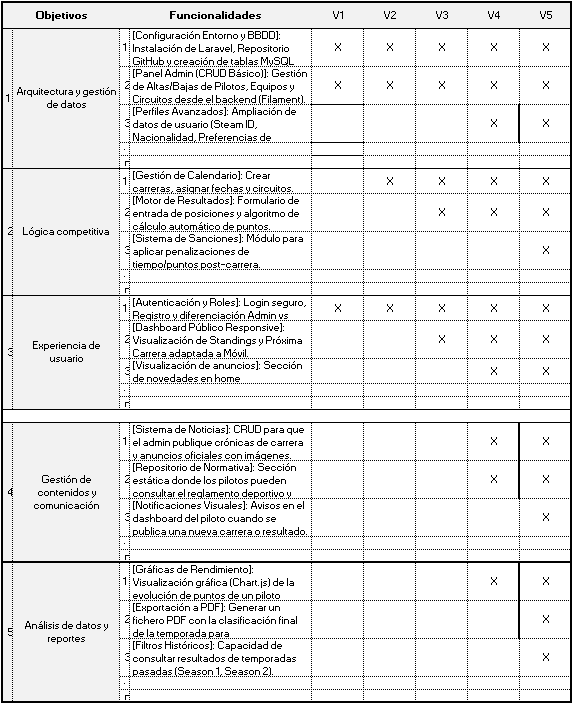 Objetivos Funcionalidades V1 V2 V3 V4 V5
1 Arquitectura y gestión de datos
1 [Configuración Entorno y BBDD]: X X X X X
Instalación de Laravel, Repositorio
GitHub y creación de tablas MySQL
2 [Panel Admin (CRUD Básico)]: Gestión X X X X X
de Altas/Bajas de Pilotos, Equipos y
Circuitos desde el backend (Filament).
3 [Perfiles Avanzados]: Ampliación de X X
datos de usuario (Steam ID,
Nacionalidad, Preferencias de
2 Lógica competitiva
1 [Gestión de Calendario]: Crear X X X X
carreras, asignar fechas y circuitos.
2 [Motor de Resultados]: Formulario de X X X
entrada de posiciones y algoritmo de
cálculo automático de puntos.
3 [Sistema de Sanciones]: Módulo para X
aplicar penalizaciones de
tiempo/puntos post-carrera.
3 Experiencia de usuario
1 [Autenticación y Roles]: Login seguro, X X X X X
Registro y diferenciación Admin vs
2 [Dashboard Público Responsive]: X X X
Visualización de Standings y Próxima
Carrera adaptada a Móvil.
3 [Visualización de anuncios]: Sección X X
de novedades en home
4 Gestión de contenidos y comunicación
1 [Sistema de Noticias]: CRUD para que X X
el admin publique crónicas de carrera
y anuncios oficiales con imágenes.
2 [Repositorio de Normativa]: Sección X X
estática donde los pilotos pueden
consultar el reglamento deportivo y
3 [Notificaciones Visuales]: Avisos en el X
dashboard del piloto cuando se
publica una nueva carrera o resultado.
5 Análisis de datos y reportes
1 [Gráficas de Rendimiento]: X X
Visualización gráfica (Chart.js) de la
evolución de puntos de un piloto
2 [Exportación a PDF]: Generar un X
fichero PDF con la clasificación final
de la temporada para
3 [Filtros Históricos]: Capacidad de X
consultar resultados de temporadas
pasadas (Season 1, Season 2).